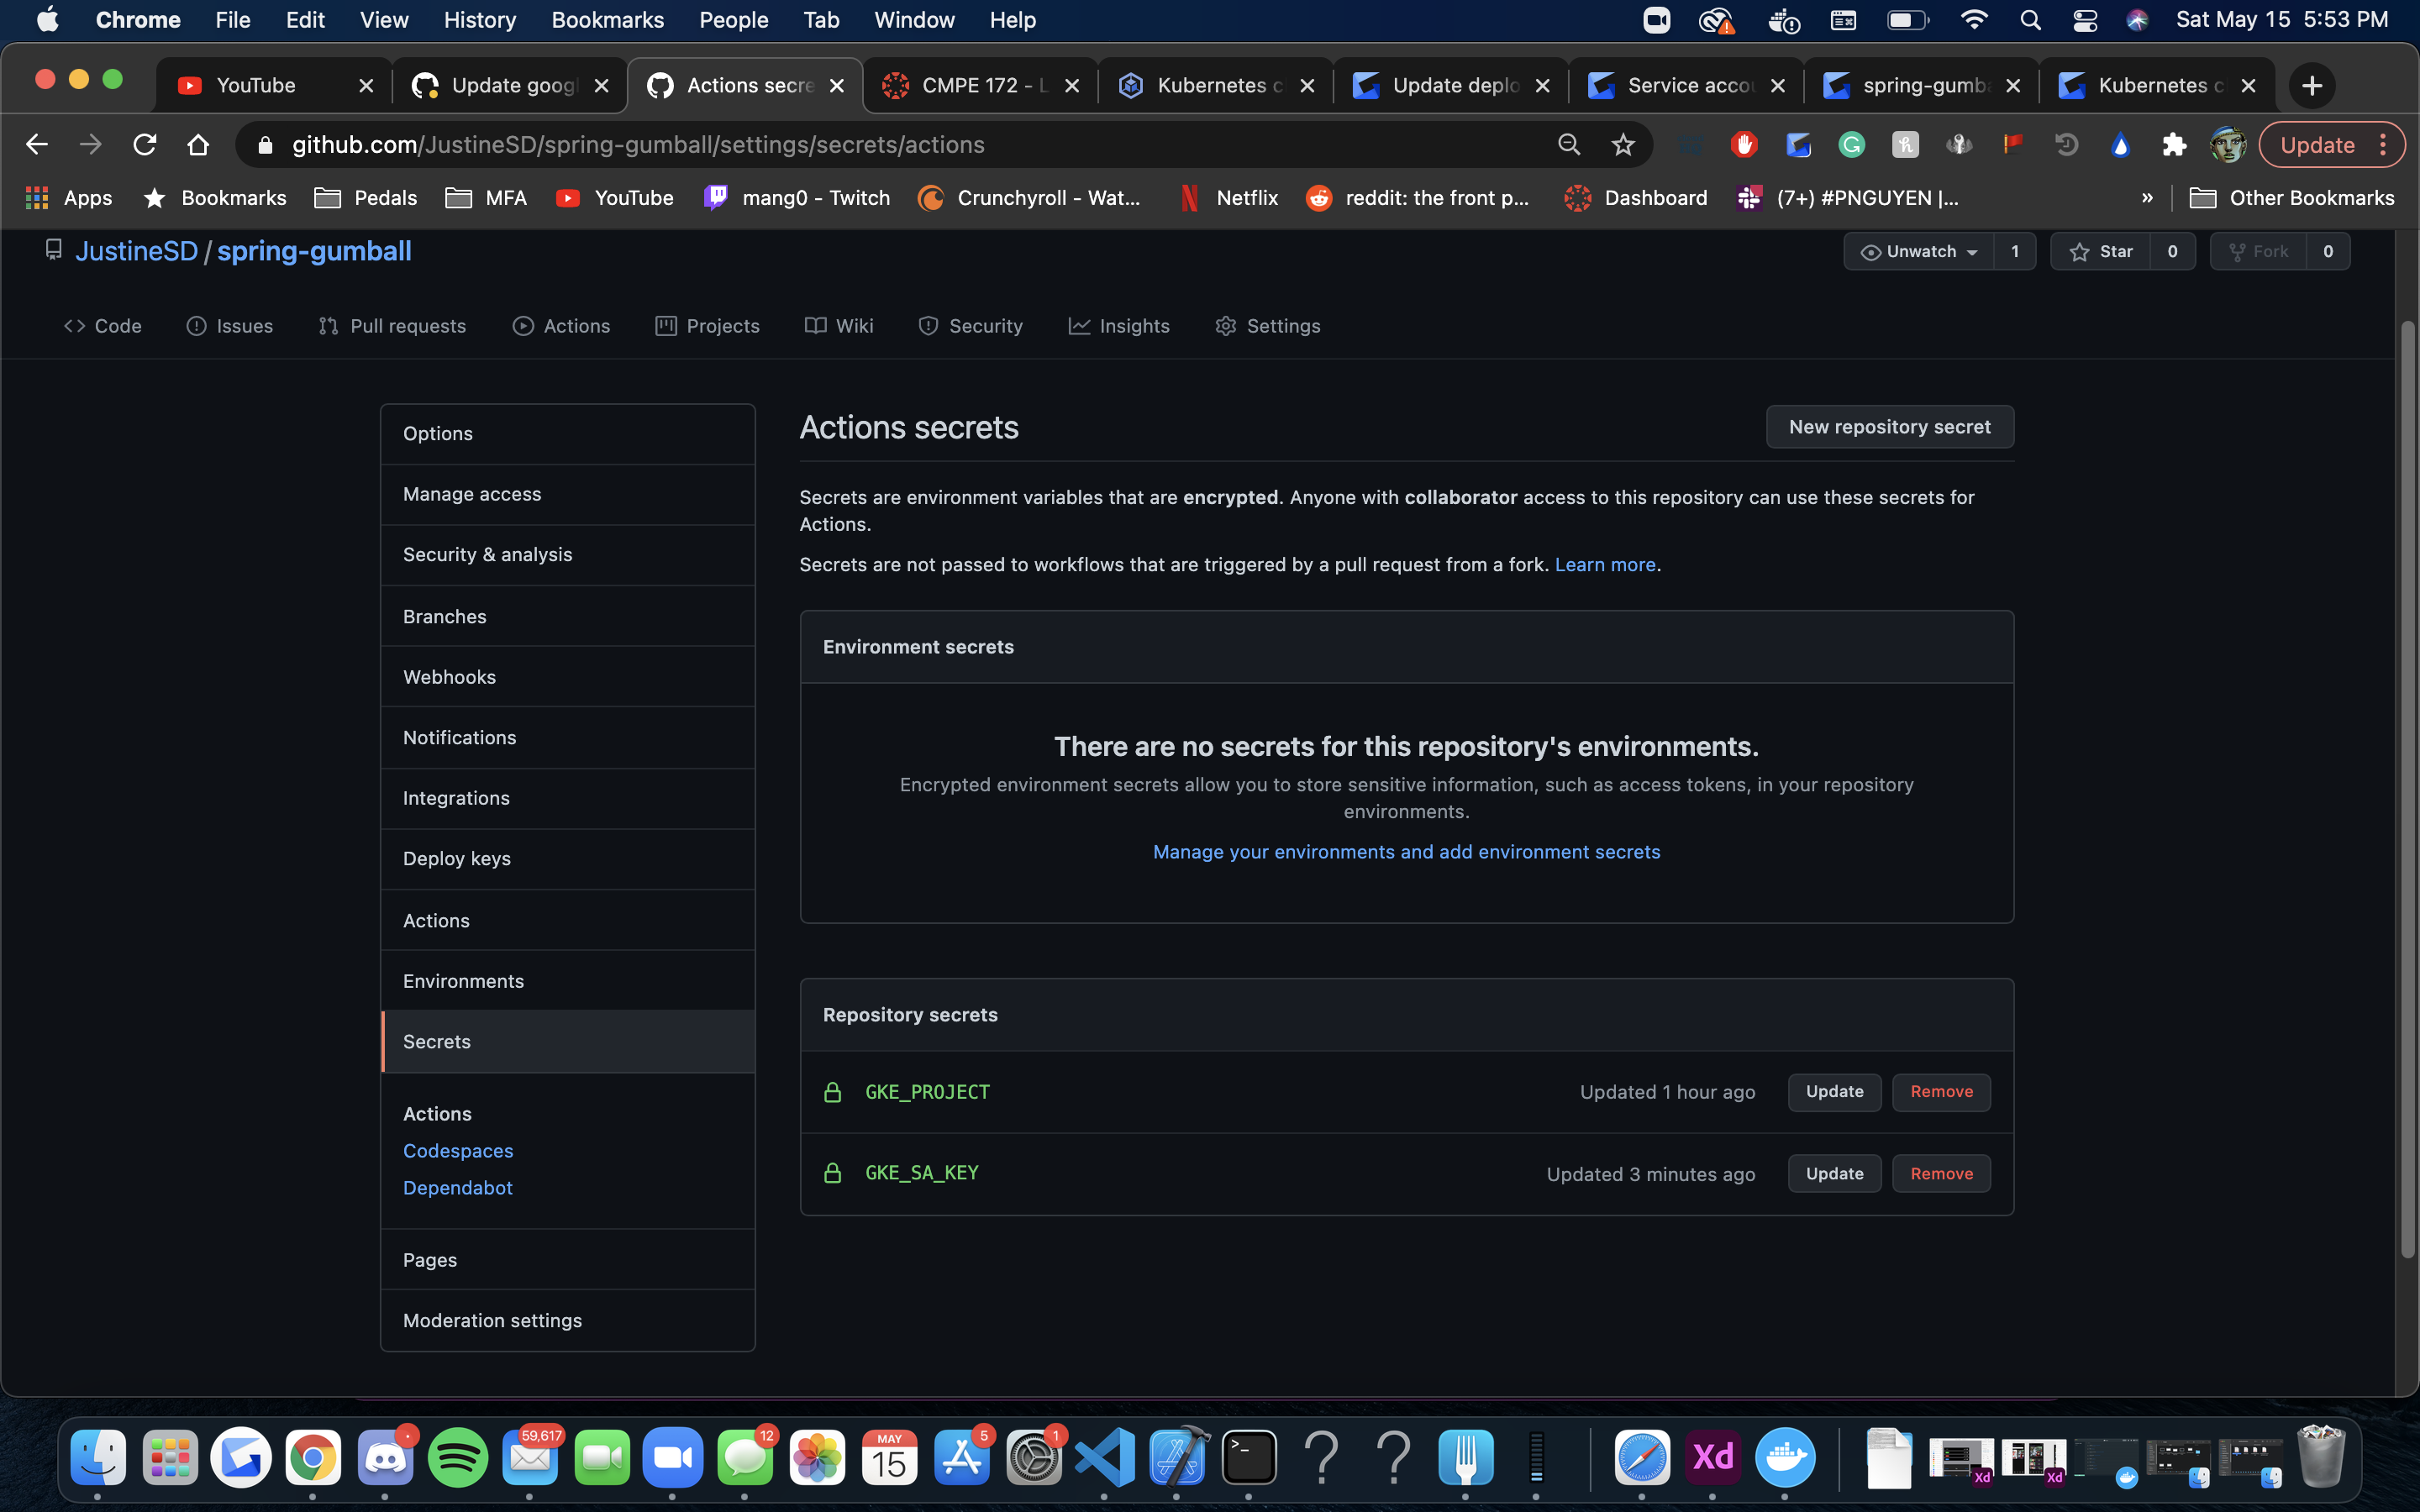 Chrome File Edit View History Bookmarks People Tab Window Help Sat May 15 5:53 PM
YouTube Update goog Actions secre CMPE 172 - L Kubernetes c Update deplo Service accou spring-gumba Kubernetes c
github.com/JustineSD/spring-gumball/settings/secrets/actions Update
Apps Bookmarks Pedals MFA YouTube mang0 - Twitch Crunchyroll - Wat... Netflix reddit: the front p... Dashboard (7+) #PNGUYEN |... » Other Bookmarks
JustineSD / spring-gumball Unwatch 1 Star 0 Fork 0
Code Issues Pull requests Actions Projects Wiki Security Insights Settings
Options
Manage access
Security & analysis
Branches
Webhooks
Notifications
Integrations
Deploy keys
Actions
Environments
Secrets
Actions
Codespaces
Dependabot
Pages
Moderation settings
Actions secrets New repository secret
Secrets are environment variables that are encrypted. Anyone with collaborator access to this repository can use these secrets for
Actions.
Secrets are not passed to workflows that are triggered by a pull request from a fork. Learn more.
Environment secrets
There are no secrets for this repository's environments.
Encrypted environment secrets allow you to store sensitive information, such as access tokens, in your repository
environments.
Manage your environments and add environment secrets
Repository secrets
GKE_PROJECT Updated 1 hour ago Update Remove
GKE_SA_KEY Updated 3 minutes ago Update Remove
59,617 12 MAY 15 5 1 >_ ? ? Xd Xd Xd